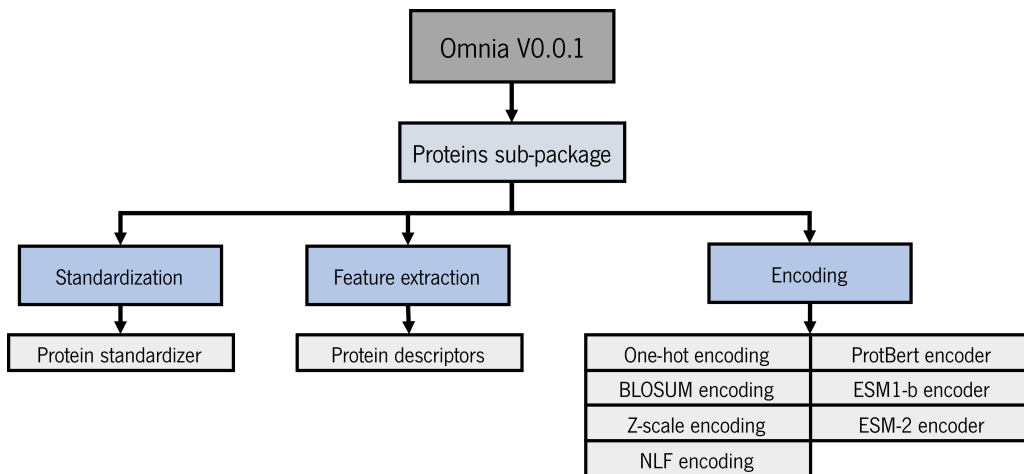 Omnia V0.0.1
Proteins sub-package
Standardization
Feature extraction
Encoding
Protein standardizer
Protein descriptors
One-hot encoding
ProtBert encoder
BLOSUM encoding
ESM1-b encoder
Z-scale encoding
ESM-2 encoder
NLF encoding